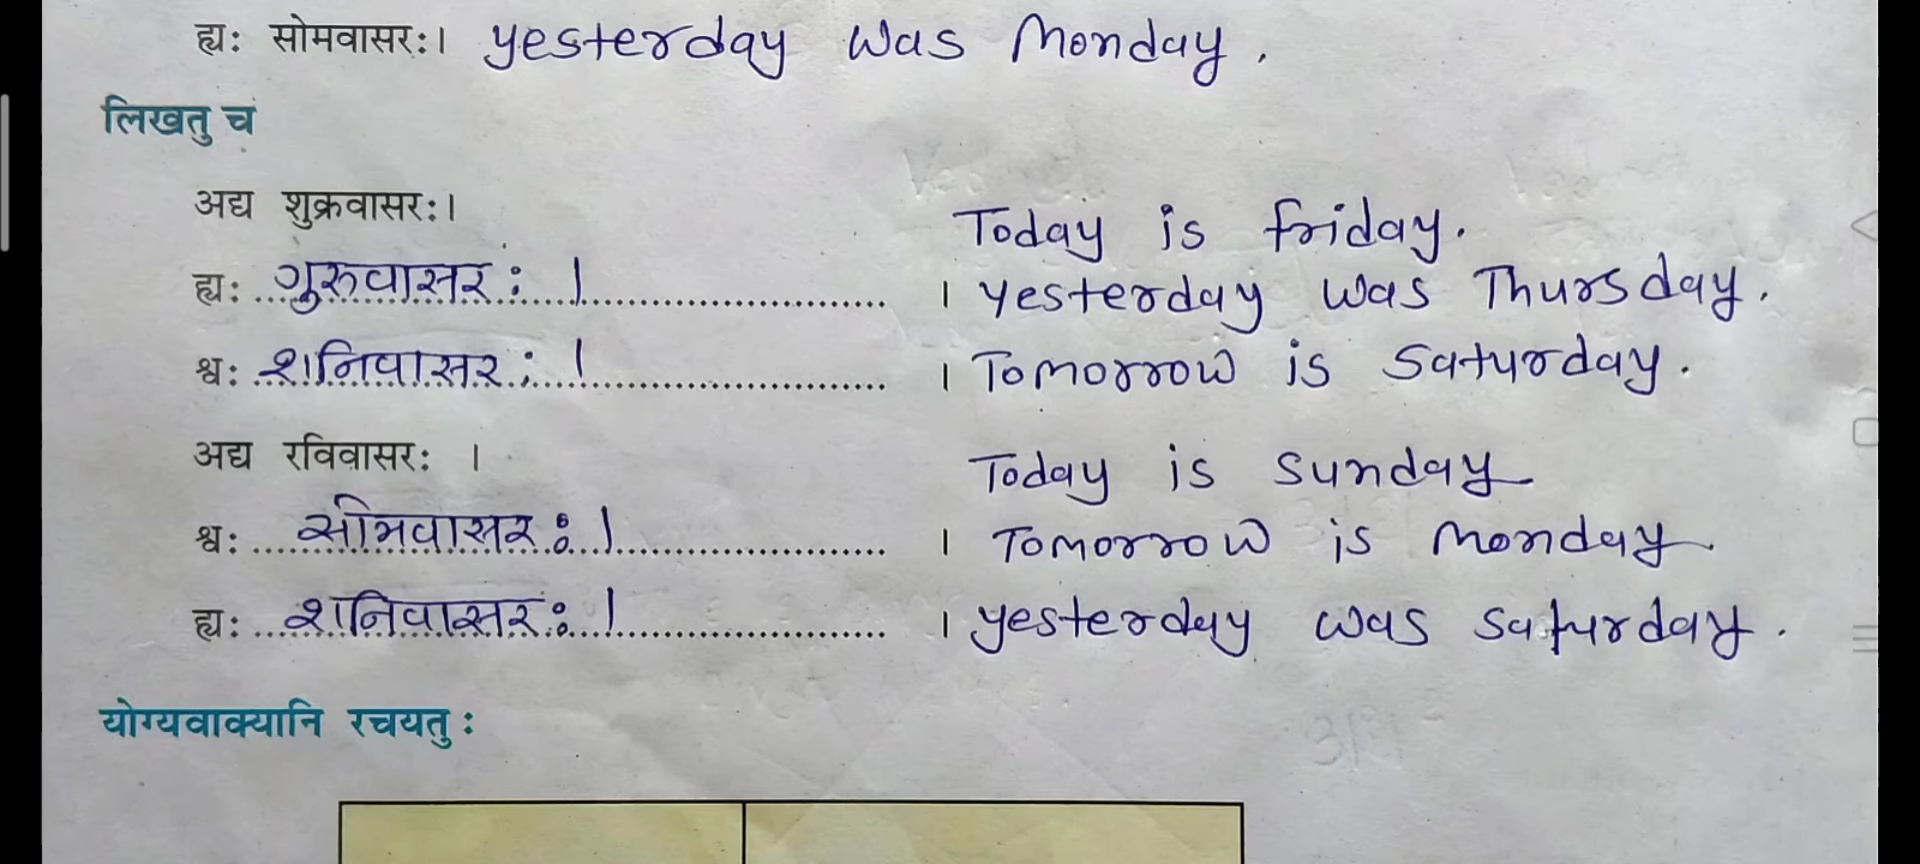 ह्यः सोमवासरः। yesterday was Monday.
लिखतु च
अद्य शुक्रवासरः। Today is friday.
ह्यः गुरुवासरः । । yesterday was Thursday.
श्वः शनिवासरः । । Tomorrow is saturday.
अद्य रविवासरः । Today is sunday
श्वः सोमवासरः । । Tomorrow is Monday.
ह्यः शनिवासरः । । yesterday was saturday.
योग्यवाक्यानि रचयतु :